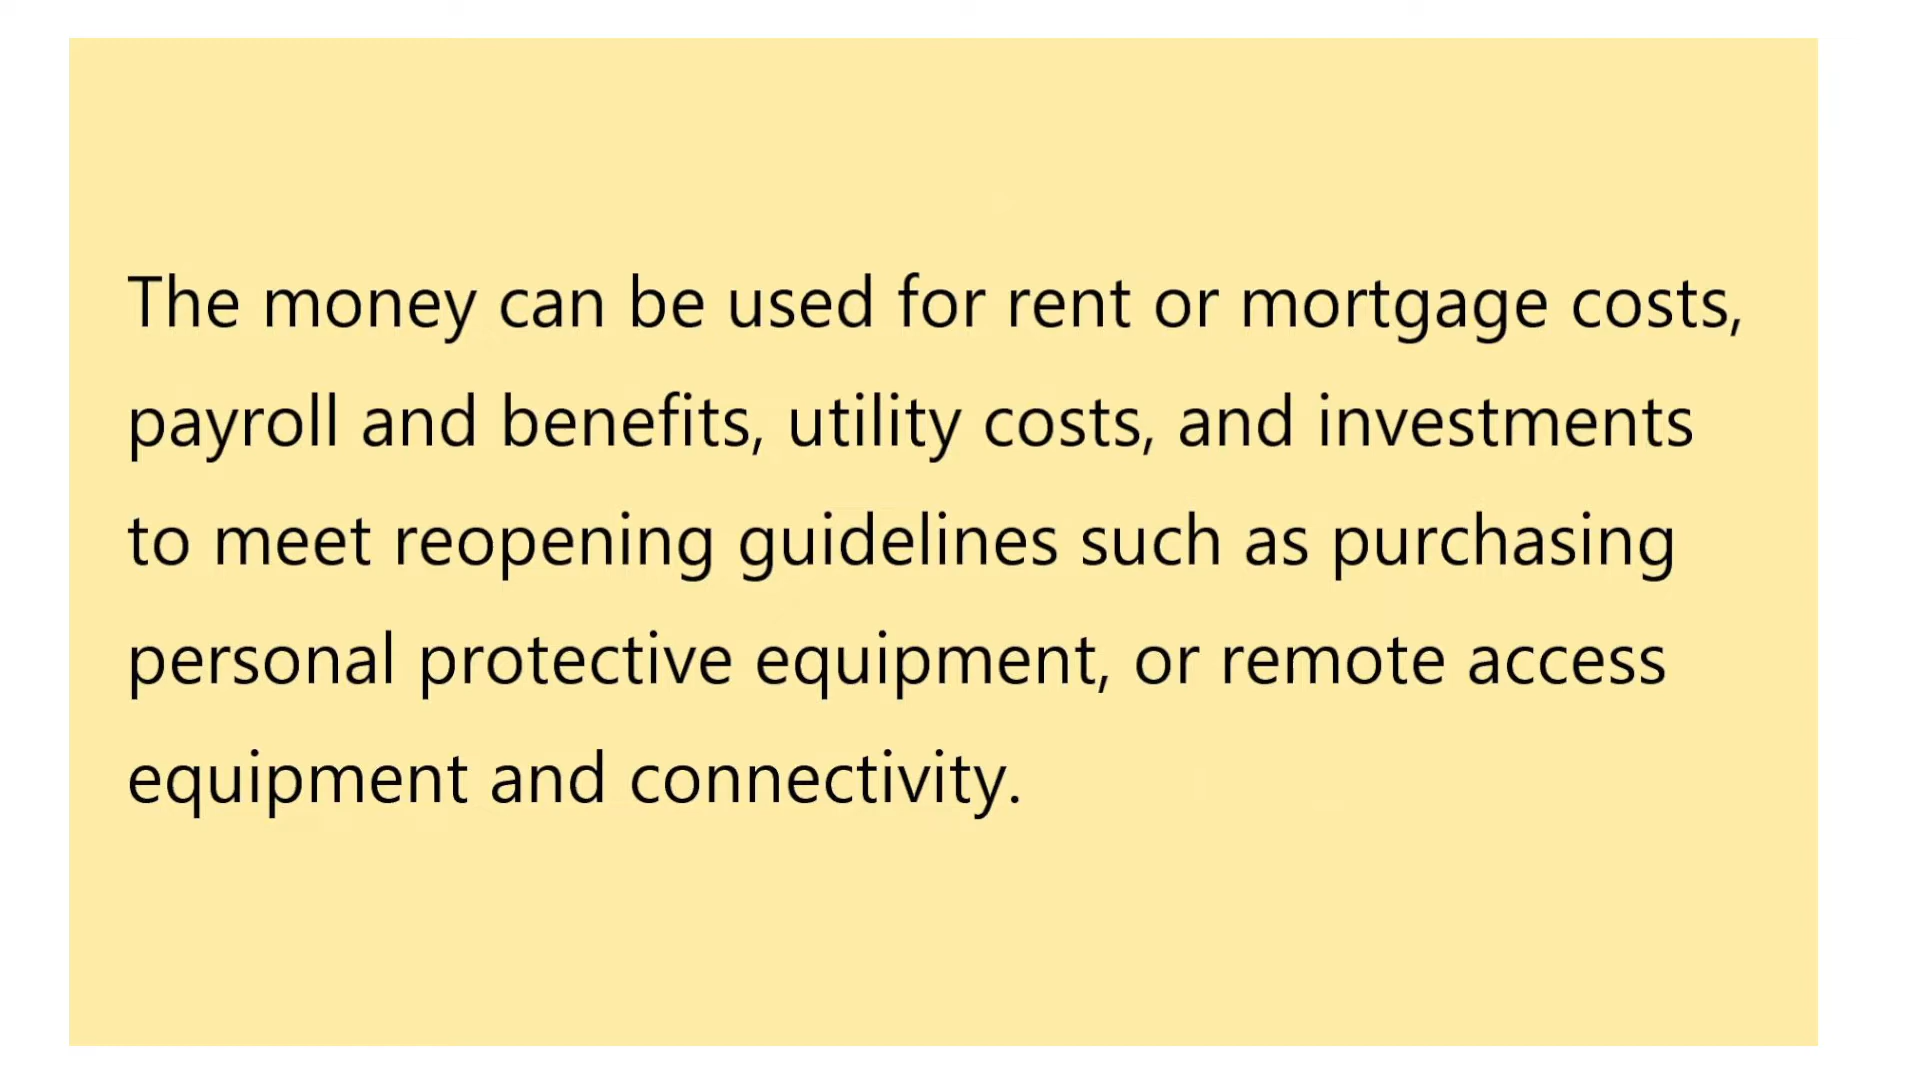 The money can be used for rent or mortgage costs,
payroll and benefits, utility costs, and investments
to meet reopening guidelines such as purchasing
personal protective equipment, or remote access
equipment and connectivity.